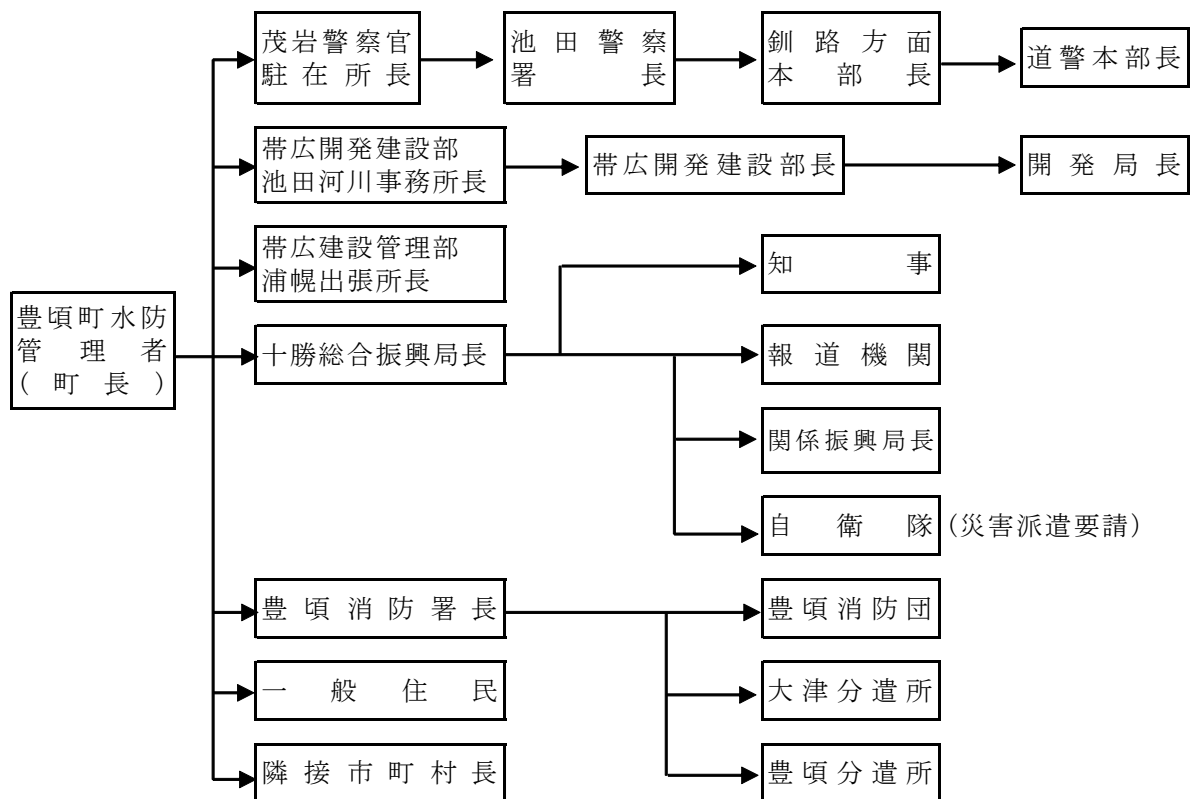 茂岩警察官
駐在所長
池田警察
署長
釧路方面
本部長
道警本部長
帯広開発建設部
池田河川事務所長
帯広開発建設部長
開発局長
帯広建設管理部
浦幌出張所長
知事
豊頃町水防
管理者
(町長)
十勝総合振興局長
報道機関
関係振興局長
自衛隊 (災害派遣要請)
豊頃消防署長
豊頃消防団
一般住民
大津分遣所
隣接市町村長
豊頃分遣所